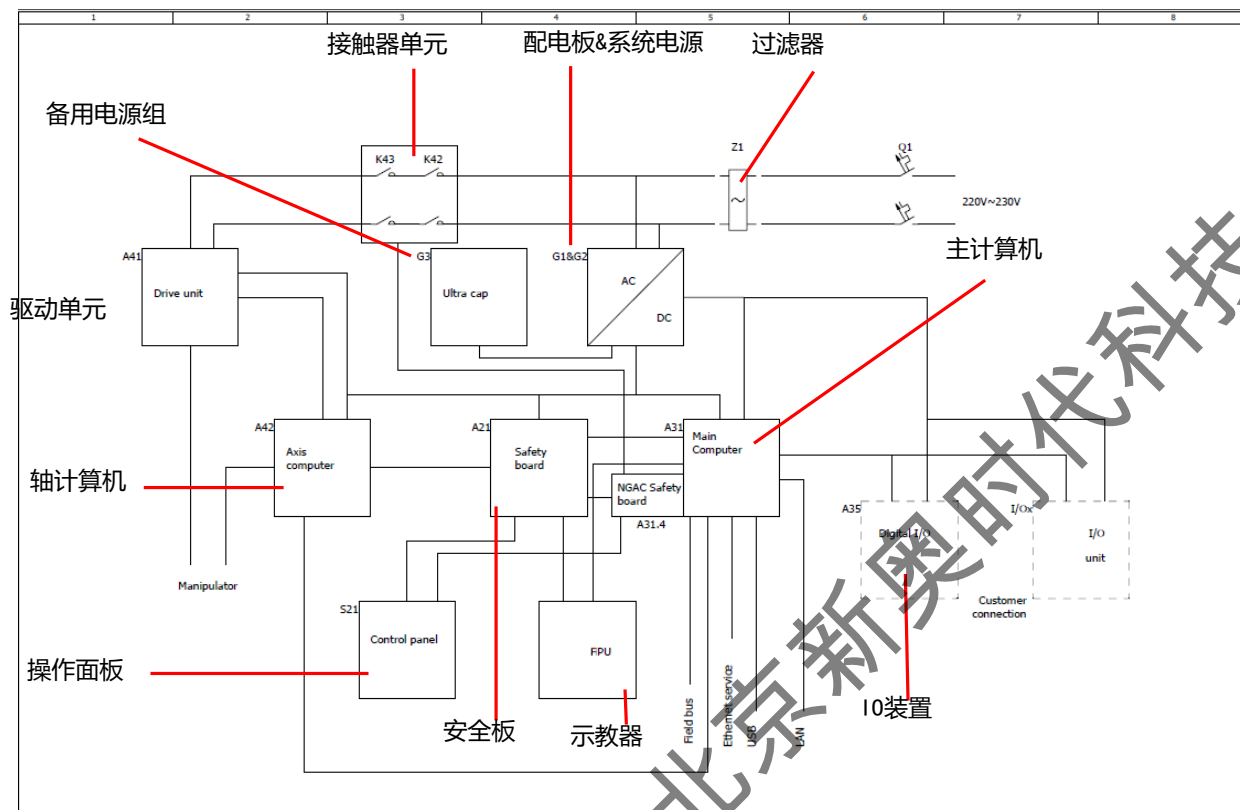 1 2 3 4 5 6 7 8
接触器单元
配电板&系统电源
过滤器
备用电源组
K43 K42
Z1
Q1
220V~230V
主计算机
A41
G3
G1&G2
Drive unit
Ultra cap
AC
DC
驱动单元
A42
A21
A31
Axis
computer
Safety
board
Main
Computer
轴计算机
NGAC Safety
board
A31.4
A35
Digital I/O
I/Ox
I/O
unit
Manipulator
Customer
connection
S21
Control panel
FPU
操作面板
安全板
示教器
IO装置
Field bus
Ethernet service
USB
LAN
北京新奥时代科技